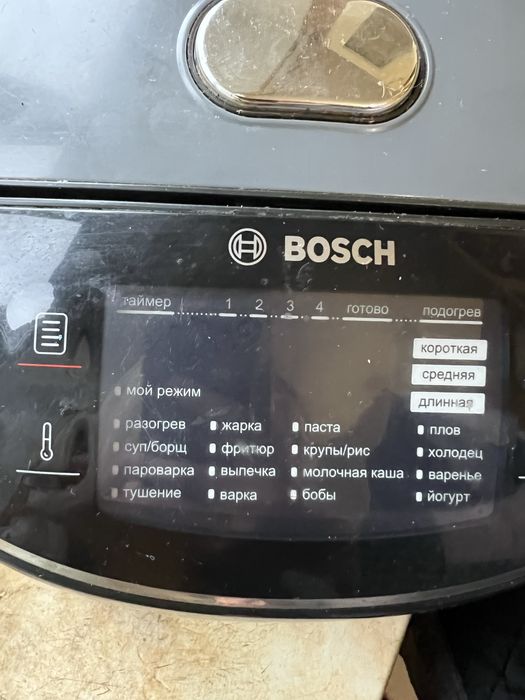 BOSCH
таймер 1 2 3 4 готово подогрев
короткая
средняя
мой режим длинная
разогрев жарка паста плов
суп/борщ фритюр крупы/рис холодец
пароварка выпечка молочная каша варенье
тушение варка бобы йогурт